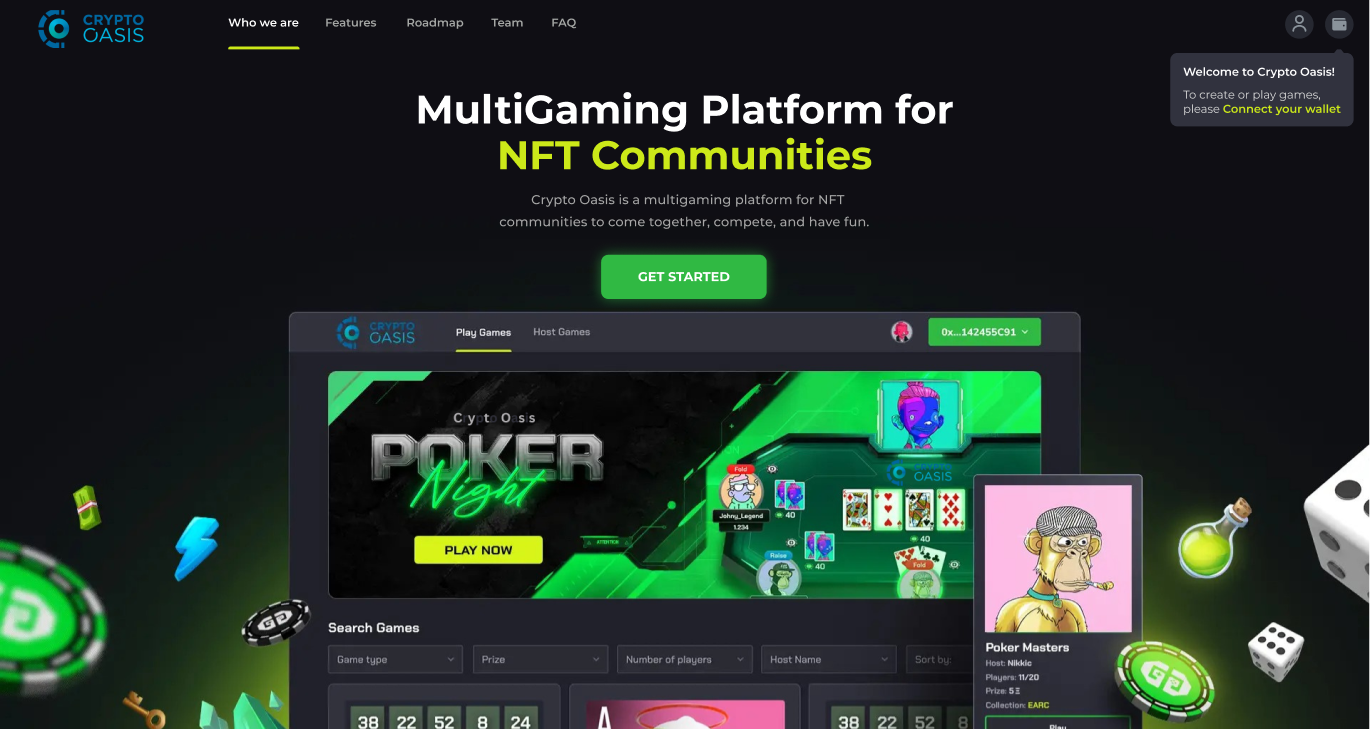 CRYPTO
OASIS
Who we are
Features
Roadmap
Team
FAQ
Welcome to Crypto Oasis!
To create or play games,
please Connect your wallet
MultiGaming Platform for
NFT Communities
Crypto Oasis is a multigaming platform for NFT
communities to come together, compete, and have fun.
GET STARTED
CRYPTO
OASIS
Play Games
Host Games
0x...142455C91
Crypto Oasis
POKER
Night
PLAY NOW
CRYPTO
OASIS
Fold
Johny_Legend
1.234
40
40
40
Raise
Fold
Search Games
Game type
Prize
Number of players
Host Name
Sort by:
38
22
52
8
24
A
38
22
52
8
Poker Masters
Host: Nikkic
Players: 11/20
Prize: 5 Ξ
Collection: EARC
Play